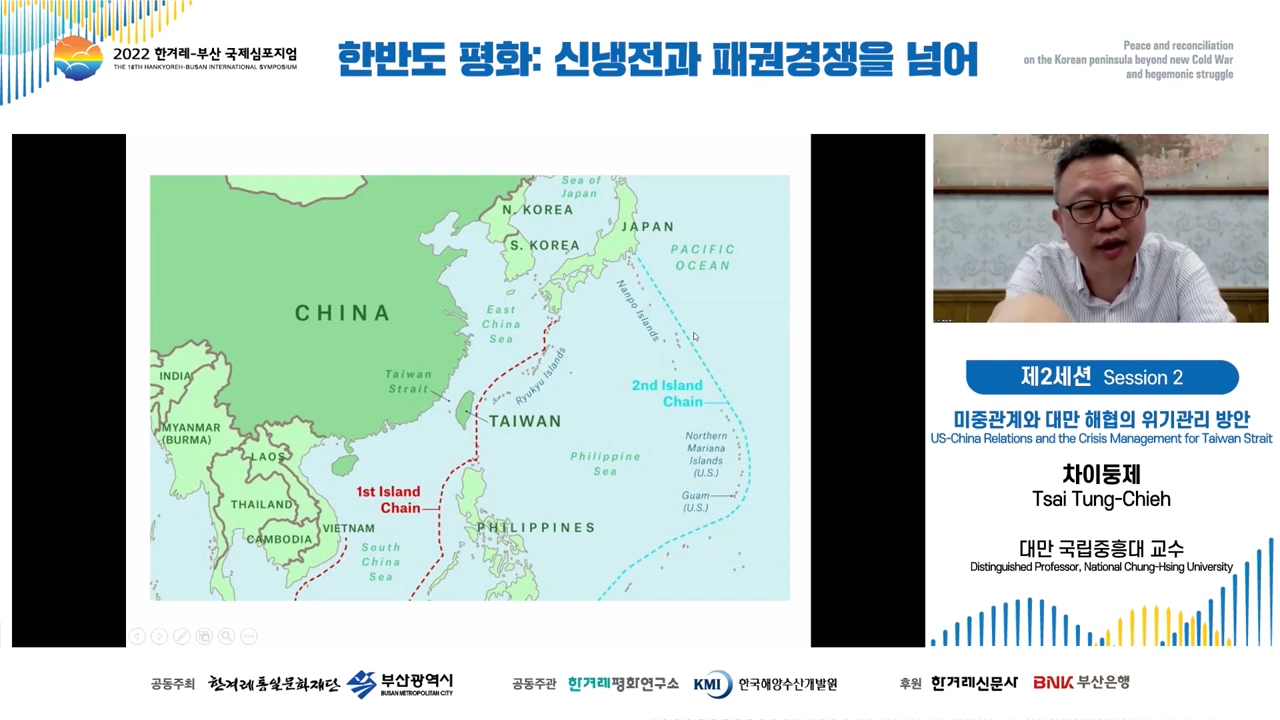 2022 한겨레-부산 국제심포지엄
THE 18TH HANKYOREH-BUSAN INTERNATIONAL SYMPOSIUM
한반도 평화: 신냉전과 패권경쟁을 넘어
Peace and reconciliation
on the Korean peninsula beyond new Cold War
and hegemonic struggle
Sea of
Japan
N. KOREA
JAPAN
S. KOREA
PACIFIC
OCEAN
CHINA
Nanpo Islands
East
China
Sea
Ryukyu Islands
INDIA
Taiwan
Strait
2nd Island
Chain
TAIWAN
MYANMAR
(BURMA)
Northern
Mariana
Islands
(U.S.)
LAOS
Philippine
Sea
1st Island
Chain
Guam
(U.S.)
THAILAND
VIETNAM
PHILIPPINES
CAMBODIA
South
China
Sea
제2세션 Session 2
미중관계와 대만 해협의 위기관리 방안
US-China Relations and the Crisis Management for Taiwan Strait
차이둥제
Tsai Tung-Chieh
대만 국립중흥대 교수
Distinguished Professor, National Chung-Hsing University
공동주최 한겨레통일문화재단 부산광역시
BUSAN METROPOLITAN CITY
공동주관 한겨레평화연구소 KMI 한국해양수산개발원
후원 한겨레신문사 BNK 부산은행